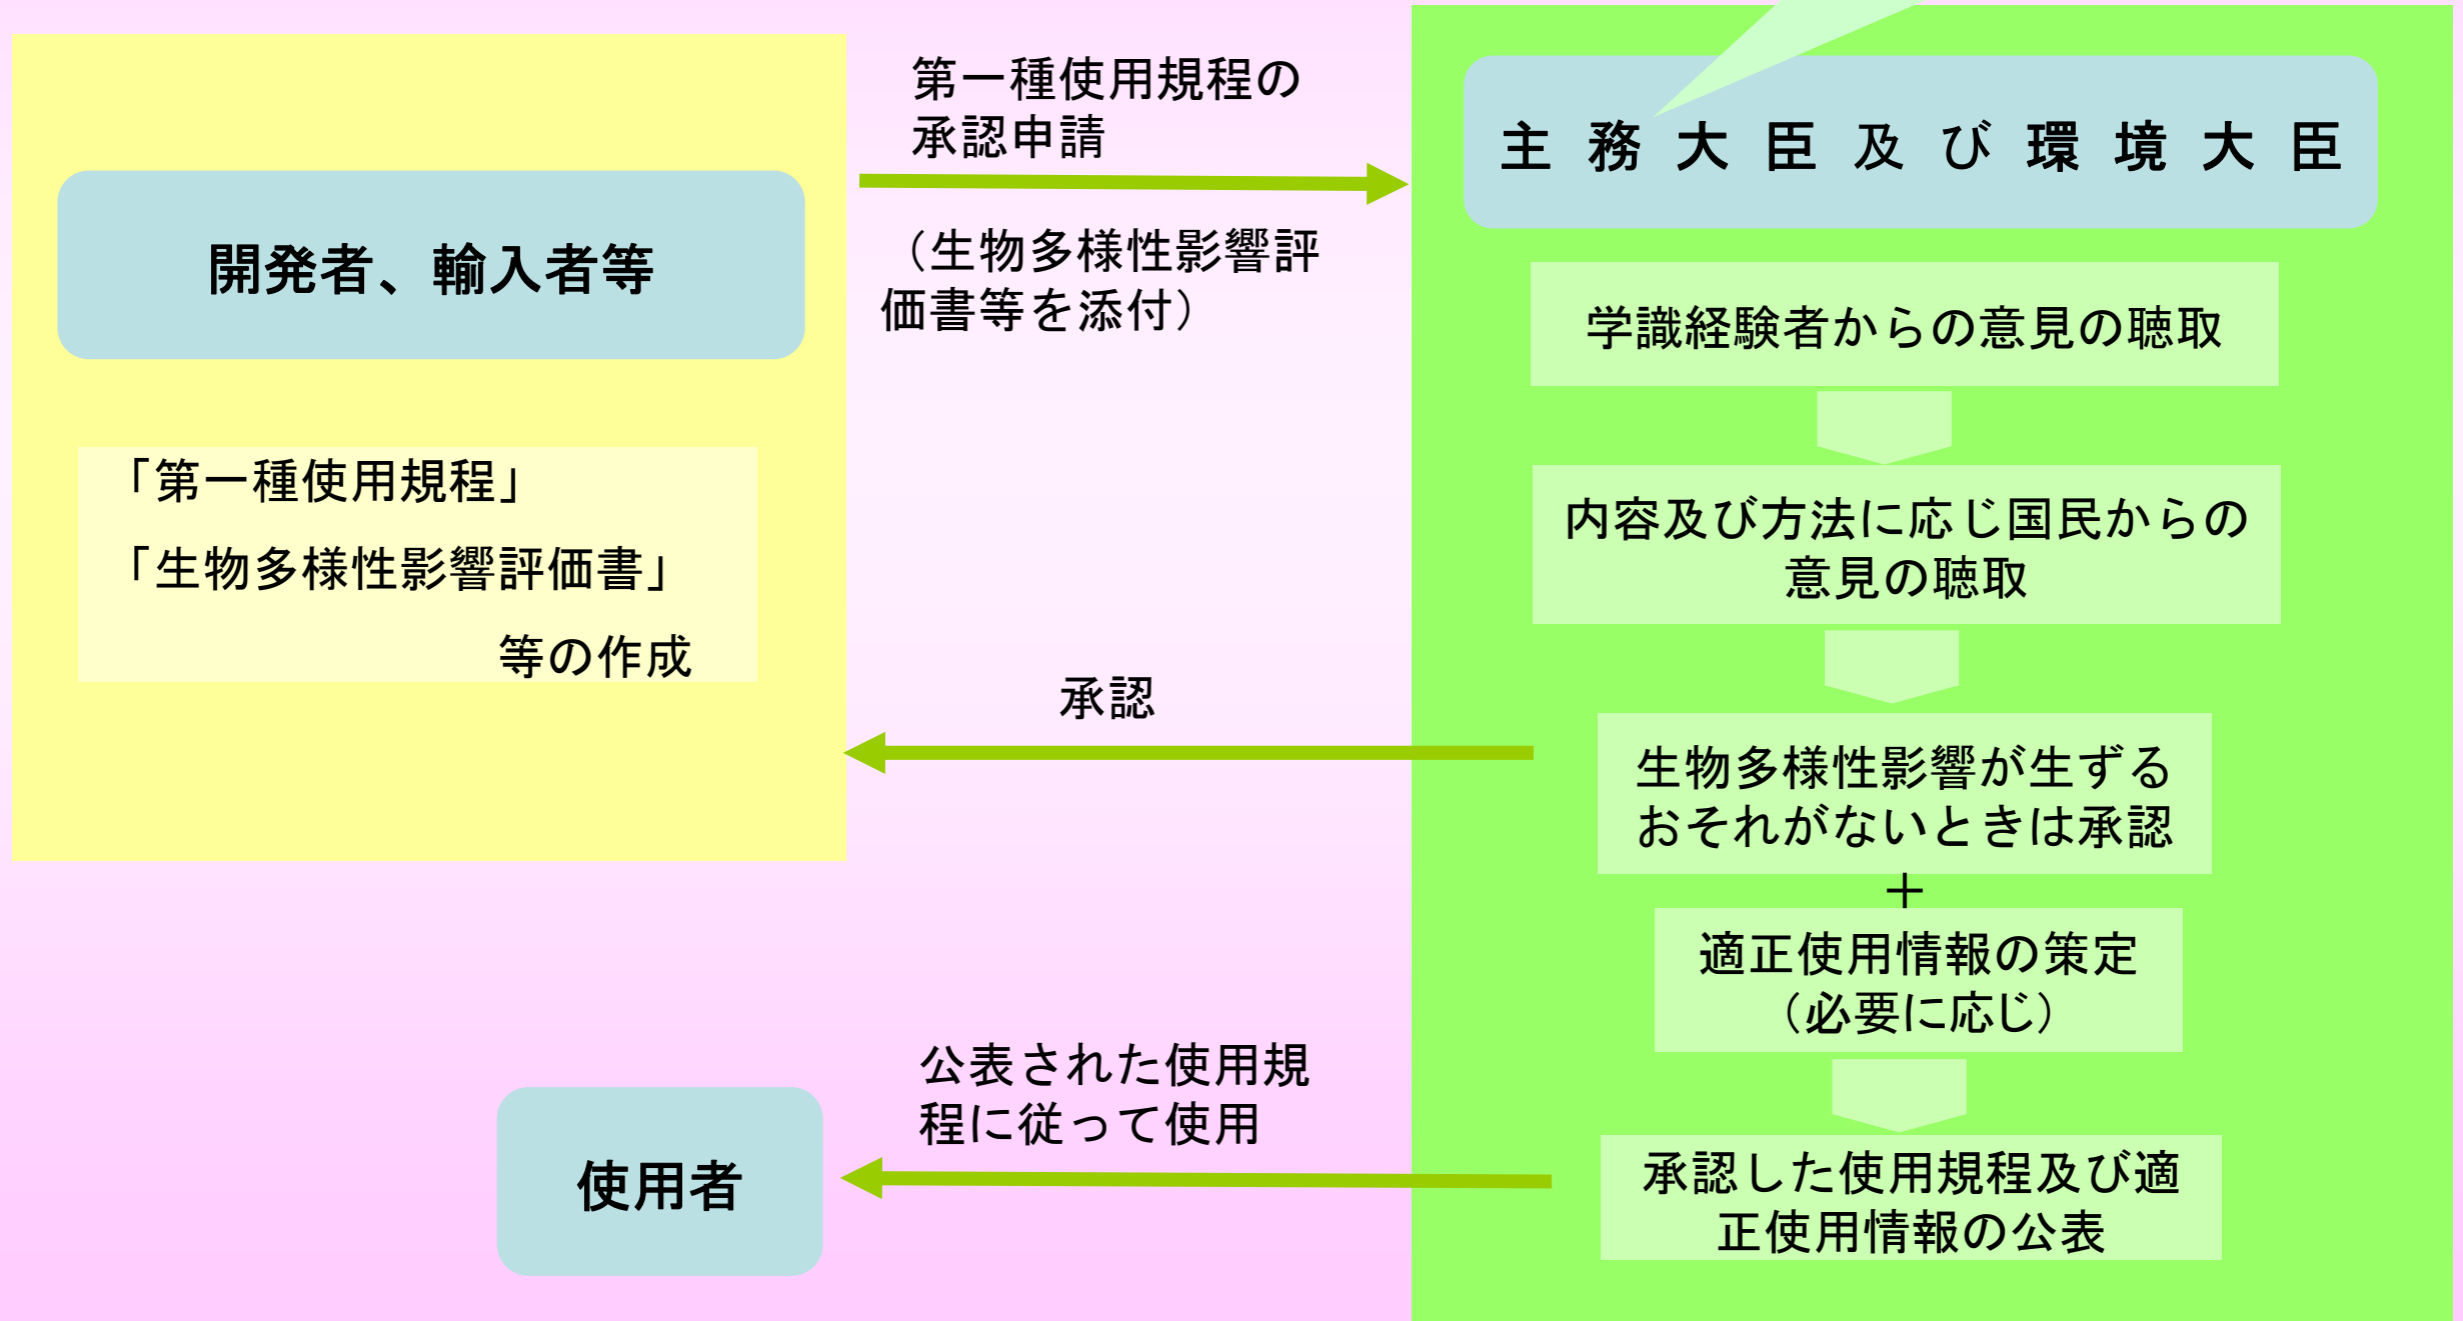 開発者、輸入者等
「第一種使用規程」
「生物多様性影響評価書」
等の作成
第一種使用規程の
承認申請
（生物多様性影響評
価書等を添付）
主務大臣及び環境大臣
学識経験者からの意見の聴取
内容及び方法に応じ国民からの
意見の聴取
承認
生物多様性影響が生ずる
おそれがないときは承認
＋
適正使用情報の策定
（必要に応じ）
公表された使用規
程に従って使用
使用者
承認した使用規程及び適
正使用情報の公表